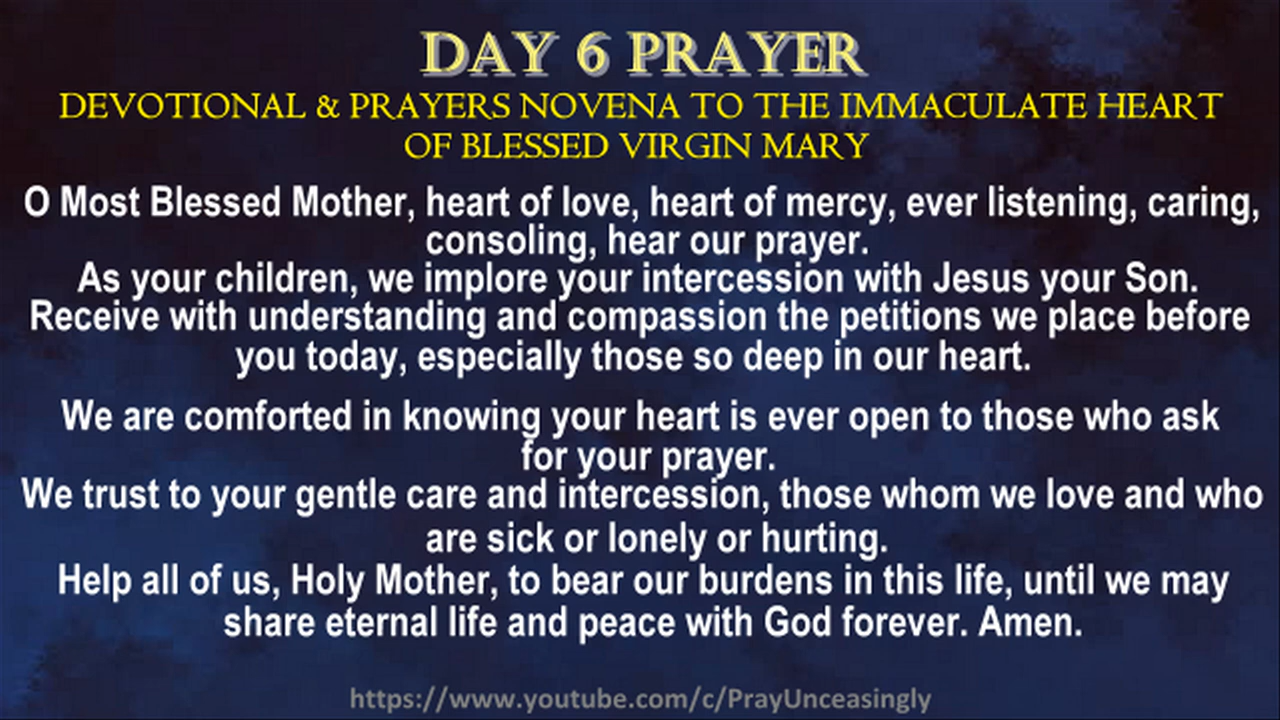 DAY 6 PRAYER
DEVOTIONAL & PRAYERS NOVENA TO THE IMMACULATE HEART
OF BLESSED VIRGIN MARY
O Most Blessed Mother, heart of love, heart of mercy, ever listening, caring,
consoling, hear our prayer.
As your children, we implore your intercession with Jesus your Son.
Receive with understanding and compassion the petitions we place before
you today, especially those so deep in our heart.
We are comforted in knowing your heart is ever open to those who ask
for your prayer.
We trust to your gentle care and intercession, those whom we love and who
are sick or lonely or hurting.
Help all of us, Holy Mother, to bear our burdens in this life, until we may
share eternal life and peace with God forever. Amen.
https://www.youtube.com/c/PrayUnceasingly